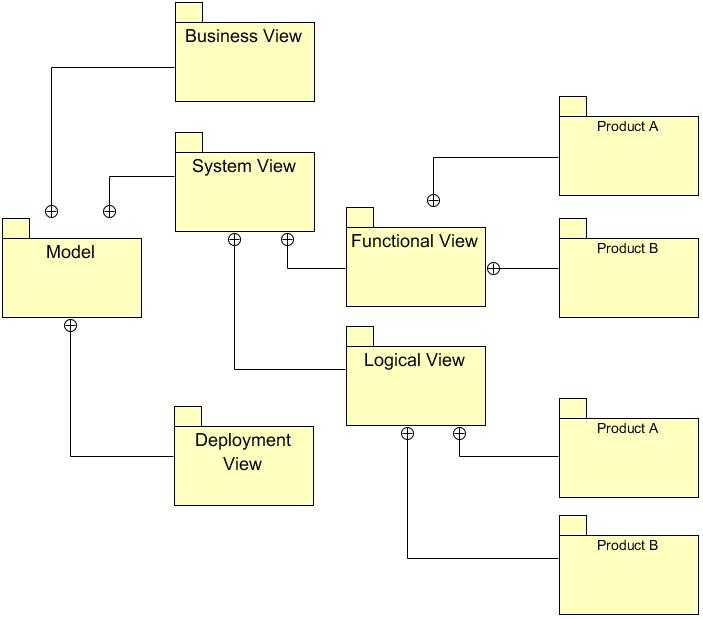 Business View
System View
Model
Deployment
View
Functional View
Logical View
Product A
Product B
Product A
Product B